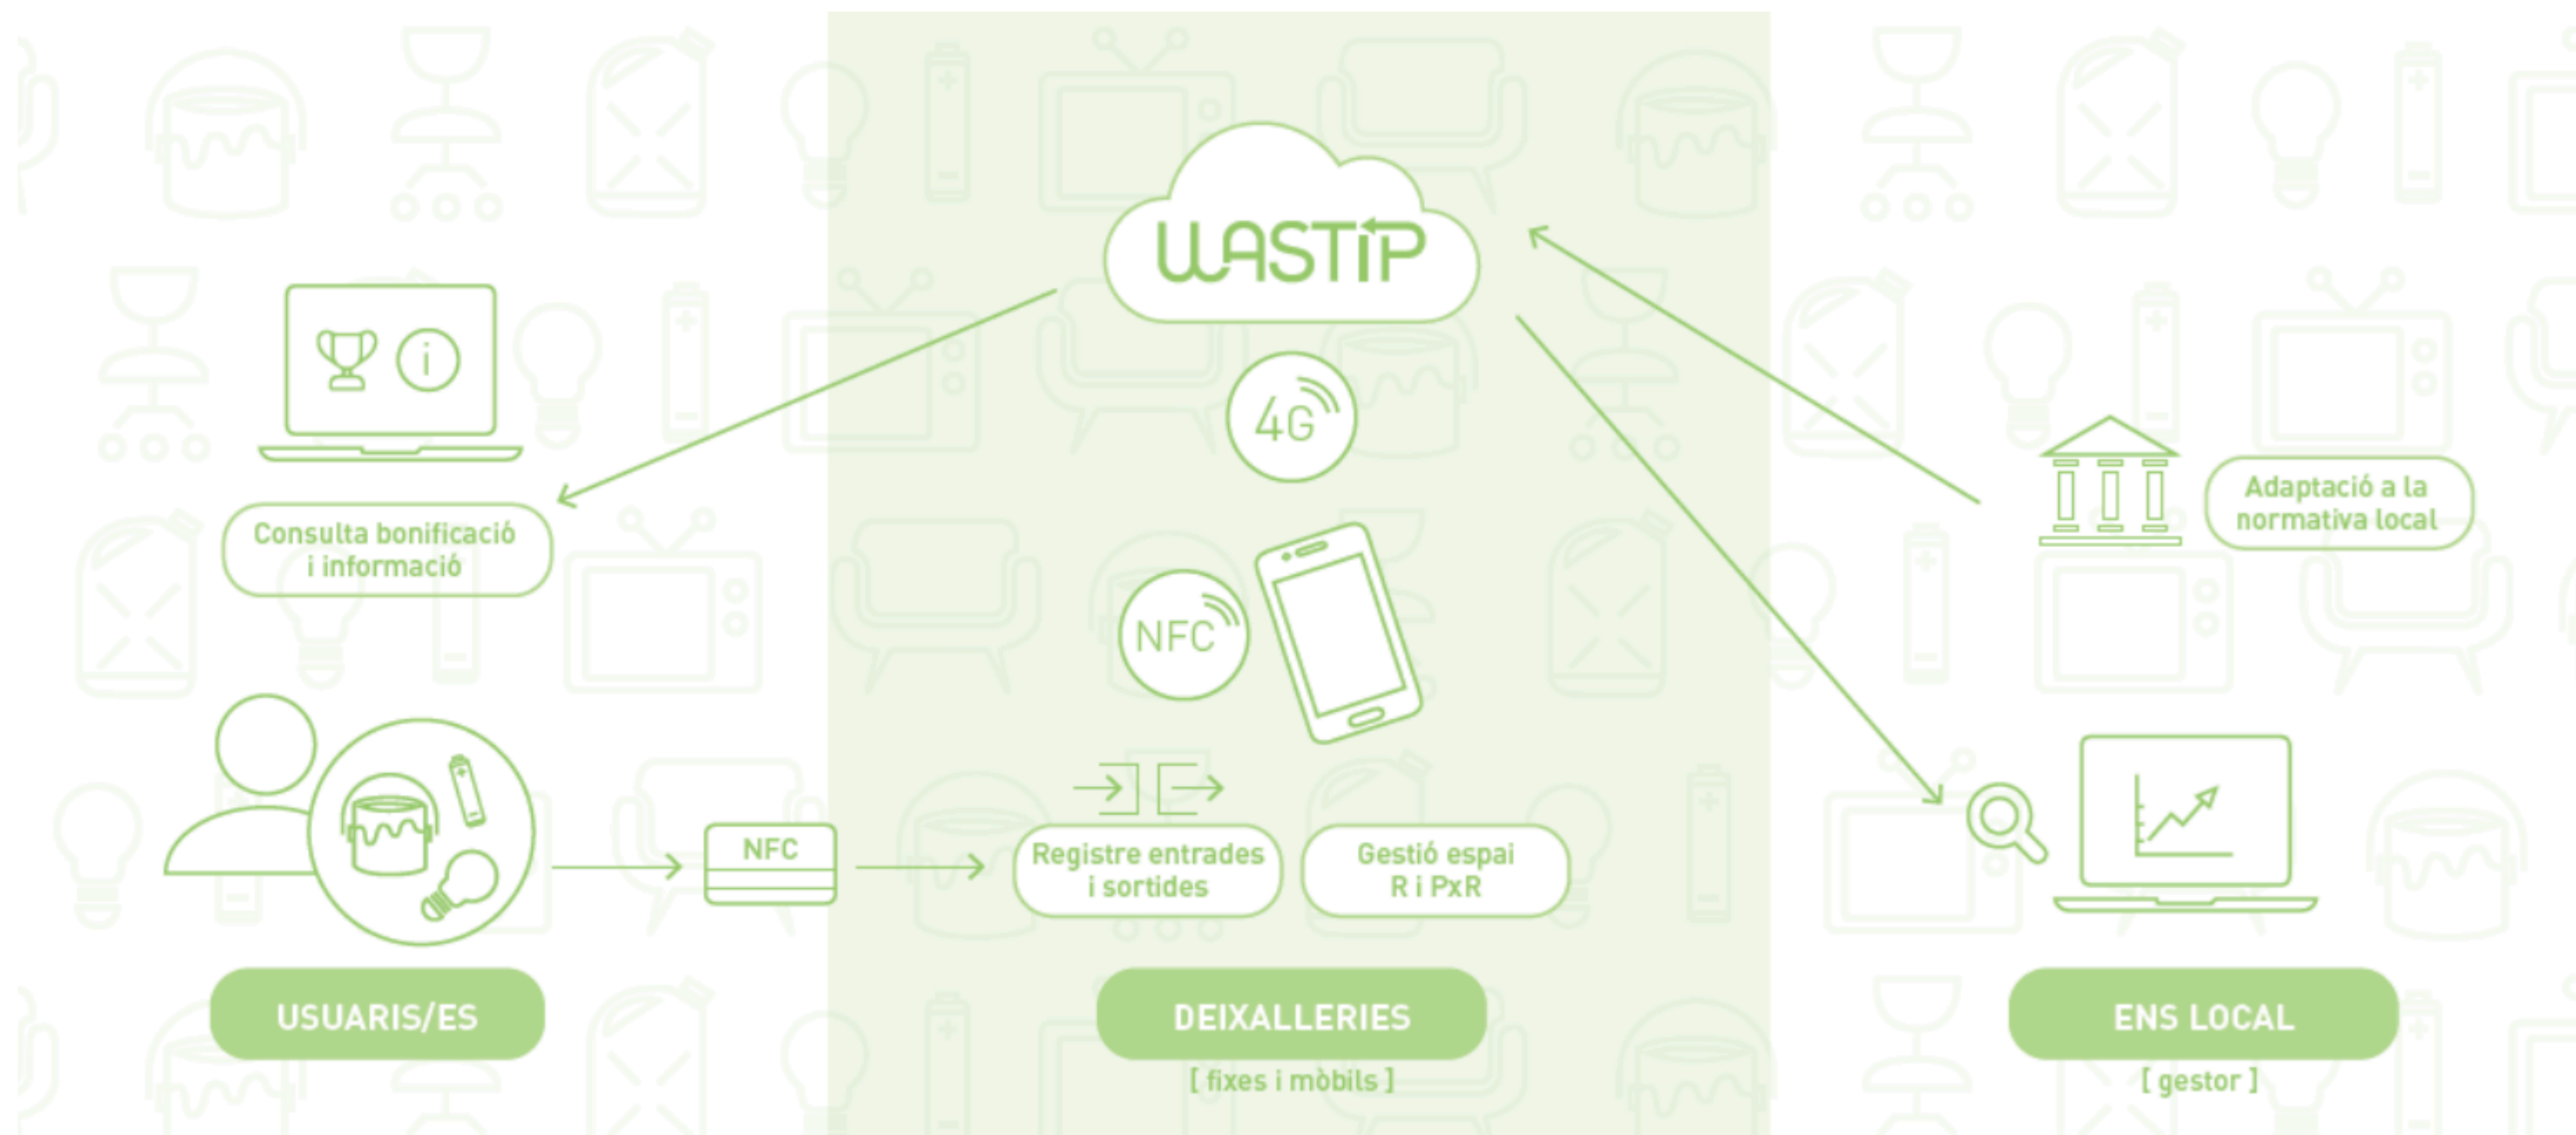 WASTIP
4G
i
Consulta bonificació
i informació
Adaptació a la
normativa local
NFC
NFC
Registre entrades
i sortides
Gestió espai
R i PxR
USUARIS/ES
DEIXALLERIES
[ fixes i mòbils ]
ENS LOCAL
[ gestor ]